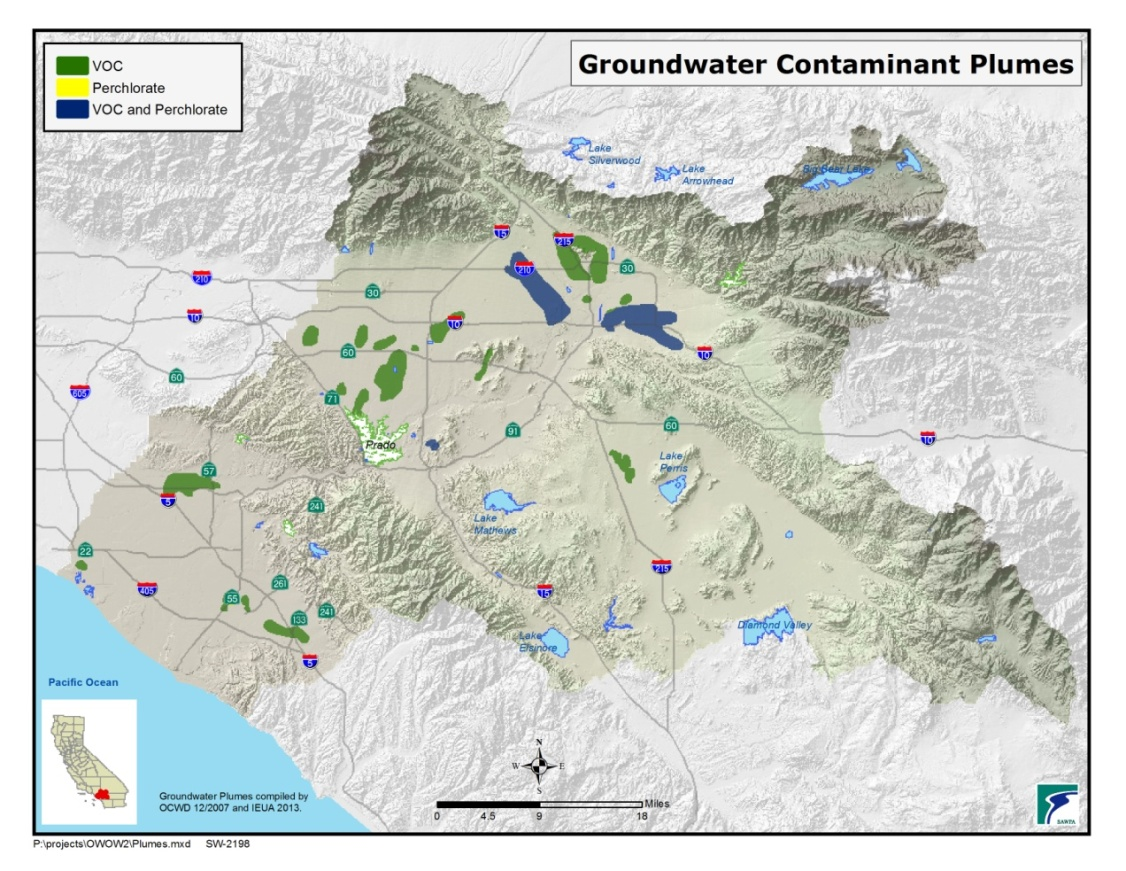 VOC
Perchlorate
VOC and Perchlorate
Groundwater Contaminant Plumes
Lake
Silverwood
Lake
Arrowhead
Big Bear Lake
15
215
210
210
30
30
10
10
60
10
60
605
71
91
60
10
Prado
57
Lake
Perris
5
241
Lake
Mathews
22
215
405
261
15
55
241
133
Diamond Valley
Lake
Elsinore
5
Pacific Ocean
N
W
E
S
Groundwater Plumes compiled by
OCWD 12/2007 and IEUA 2013.
Miles
0 4.5 9 18
SAWPA
P:\projects\OWOW2\Plumes.mxd SW-2198